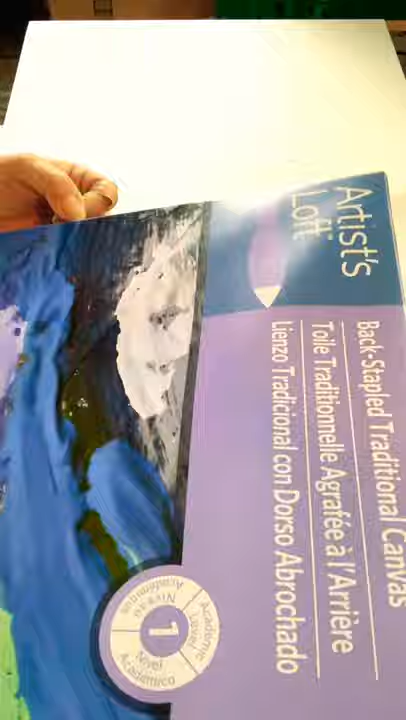 Artist's
Loft
Back-Stapled Traditional Canvas
Toile Traditionnelle Agrafée à l'Arrière
Lienzo Tradicional con Dorso Abrochado
Academic
Level
1
Nivel
Académico